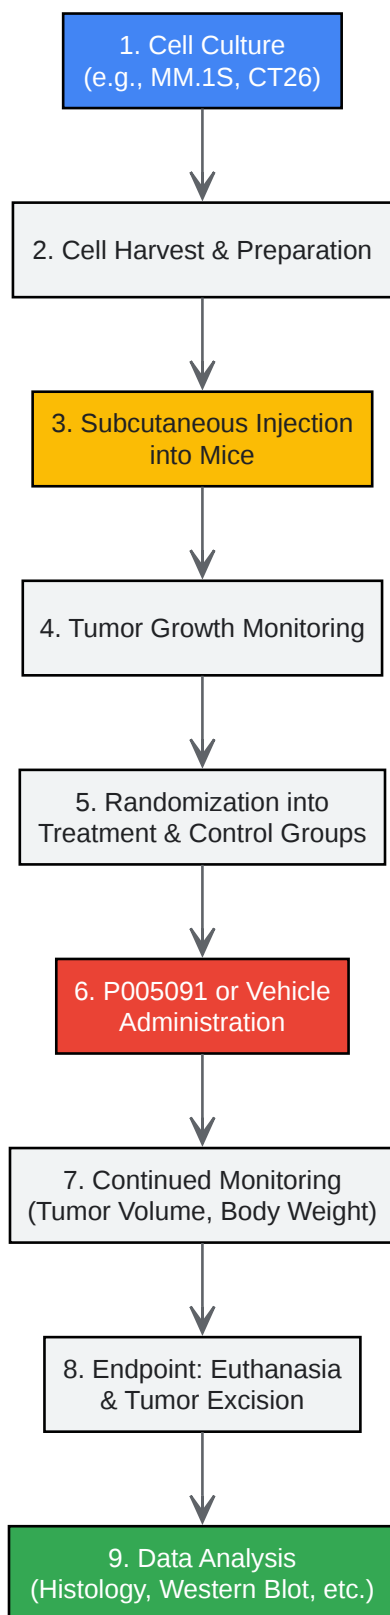 1. Cell Culture
(e.g., MM.1S, CT26)
2. Cell Harvest & Preparation
3. Subcutaneous Injection
into Mice
4. Tumor Growth Monitoring
5. Randomization into
Treatment & Control Groups
6. P005091 or Vehicle
Administration
7. Continued Monitoring
(Tumor Volume, Body Weight)
8. Endpoint: Euthanasia
& Tumor Excision
9. Data Analysis
(Histology, Western Blot, etc.)